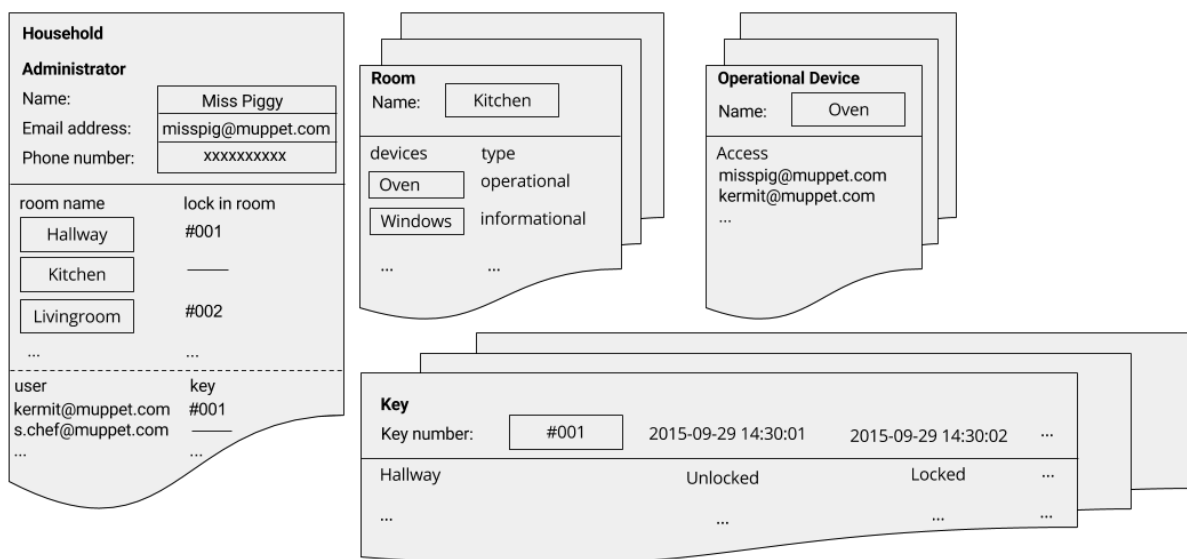 Household
Administrator
Name: Miss Piggy
Email address: misspig@muppet.com
Phone number: xxxxxxxxxx
room name lock in room
Hallway #001
Kitchen ——
Livingroom #002
... ...
user key
kermit@muppet.com #001
s.chef@muppet.com ——
... ...
Room
Name: Kitchen
devices type
Oven operational
Windows informational
... ...
Operational Device
Name: Oven
Access
misspig@muppet.com
kermit@muppet.com
...
Key
Key number: #001 2015-09-29 14:30:01 2015-09-29 14:30:02 ...
Hallway Unlocked Locked ...
... ... ... ...